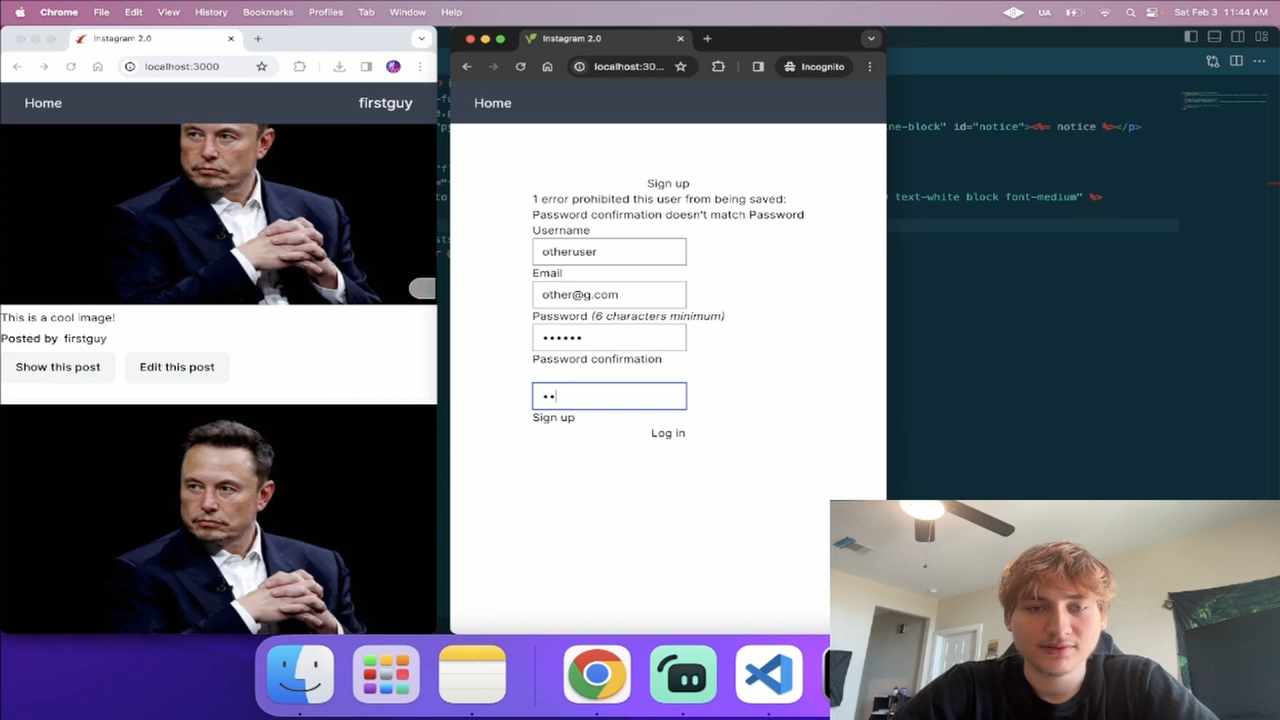 Chrome File Edit View History Bookmarks Profiles Tab Window Help UA Sat Feb 3 11:44 AM
Instagram 2.0
localhost:3000
Home firstguy
This is a cool image!
Posted by firstguy
Show this post Edit this post
Instagram 2.0
localhost:30... Incognito
Home
Sign up
1 error prohibited this user from being saved:
Password confirmation doesn't match Password
Username
otheruser
Email
other@g.com
Password (6 characters minimum)
Password confirmation
Sign up
Log in
ne-block" id="notice"><%= notice %></p>
text-white block font-medium" %>